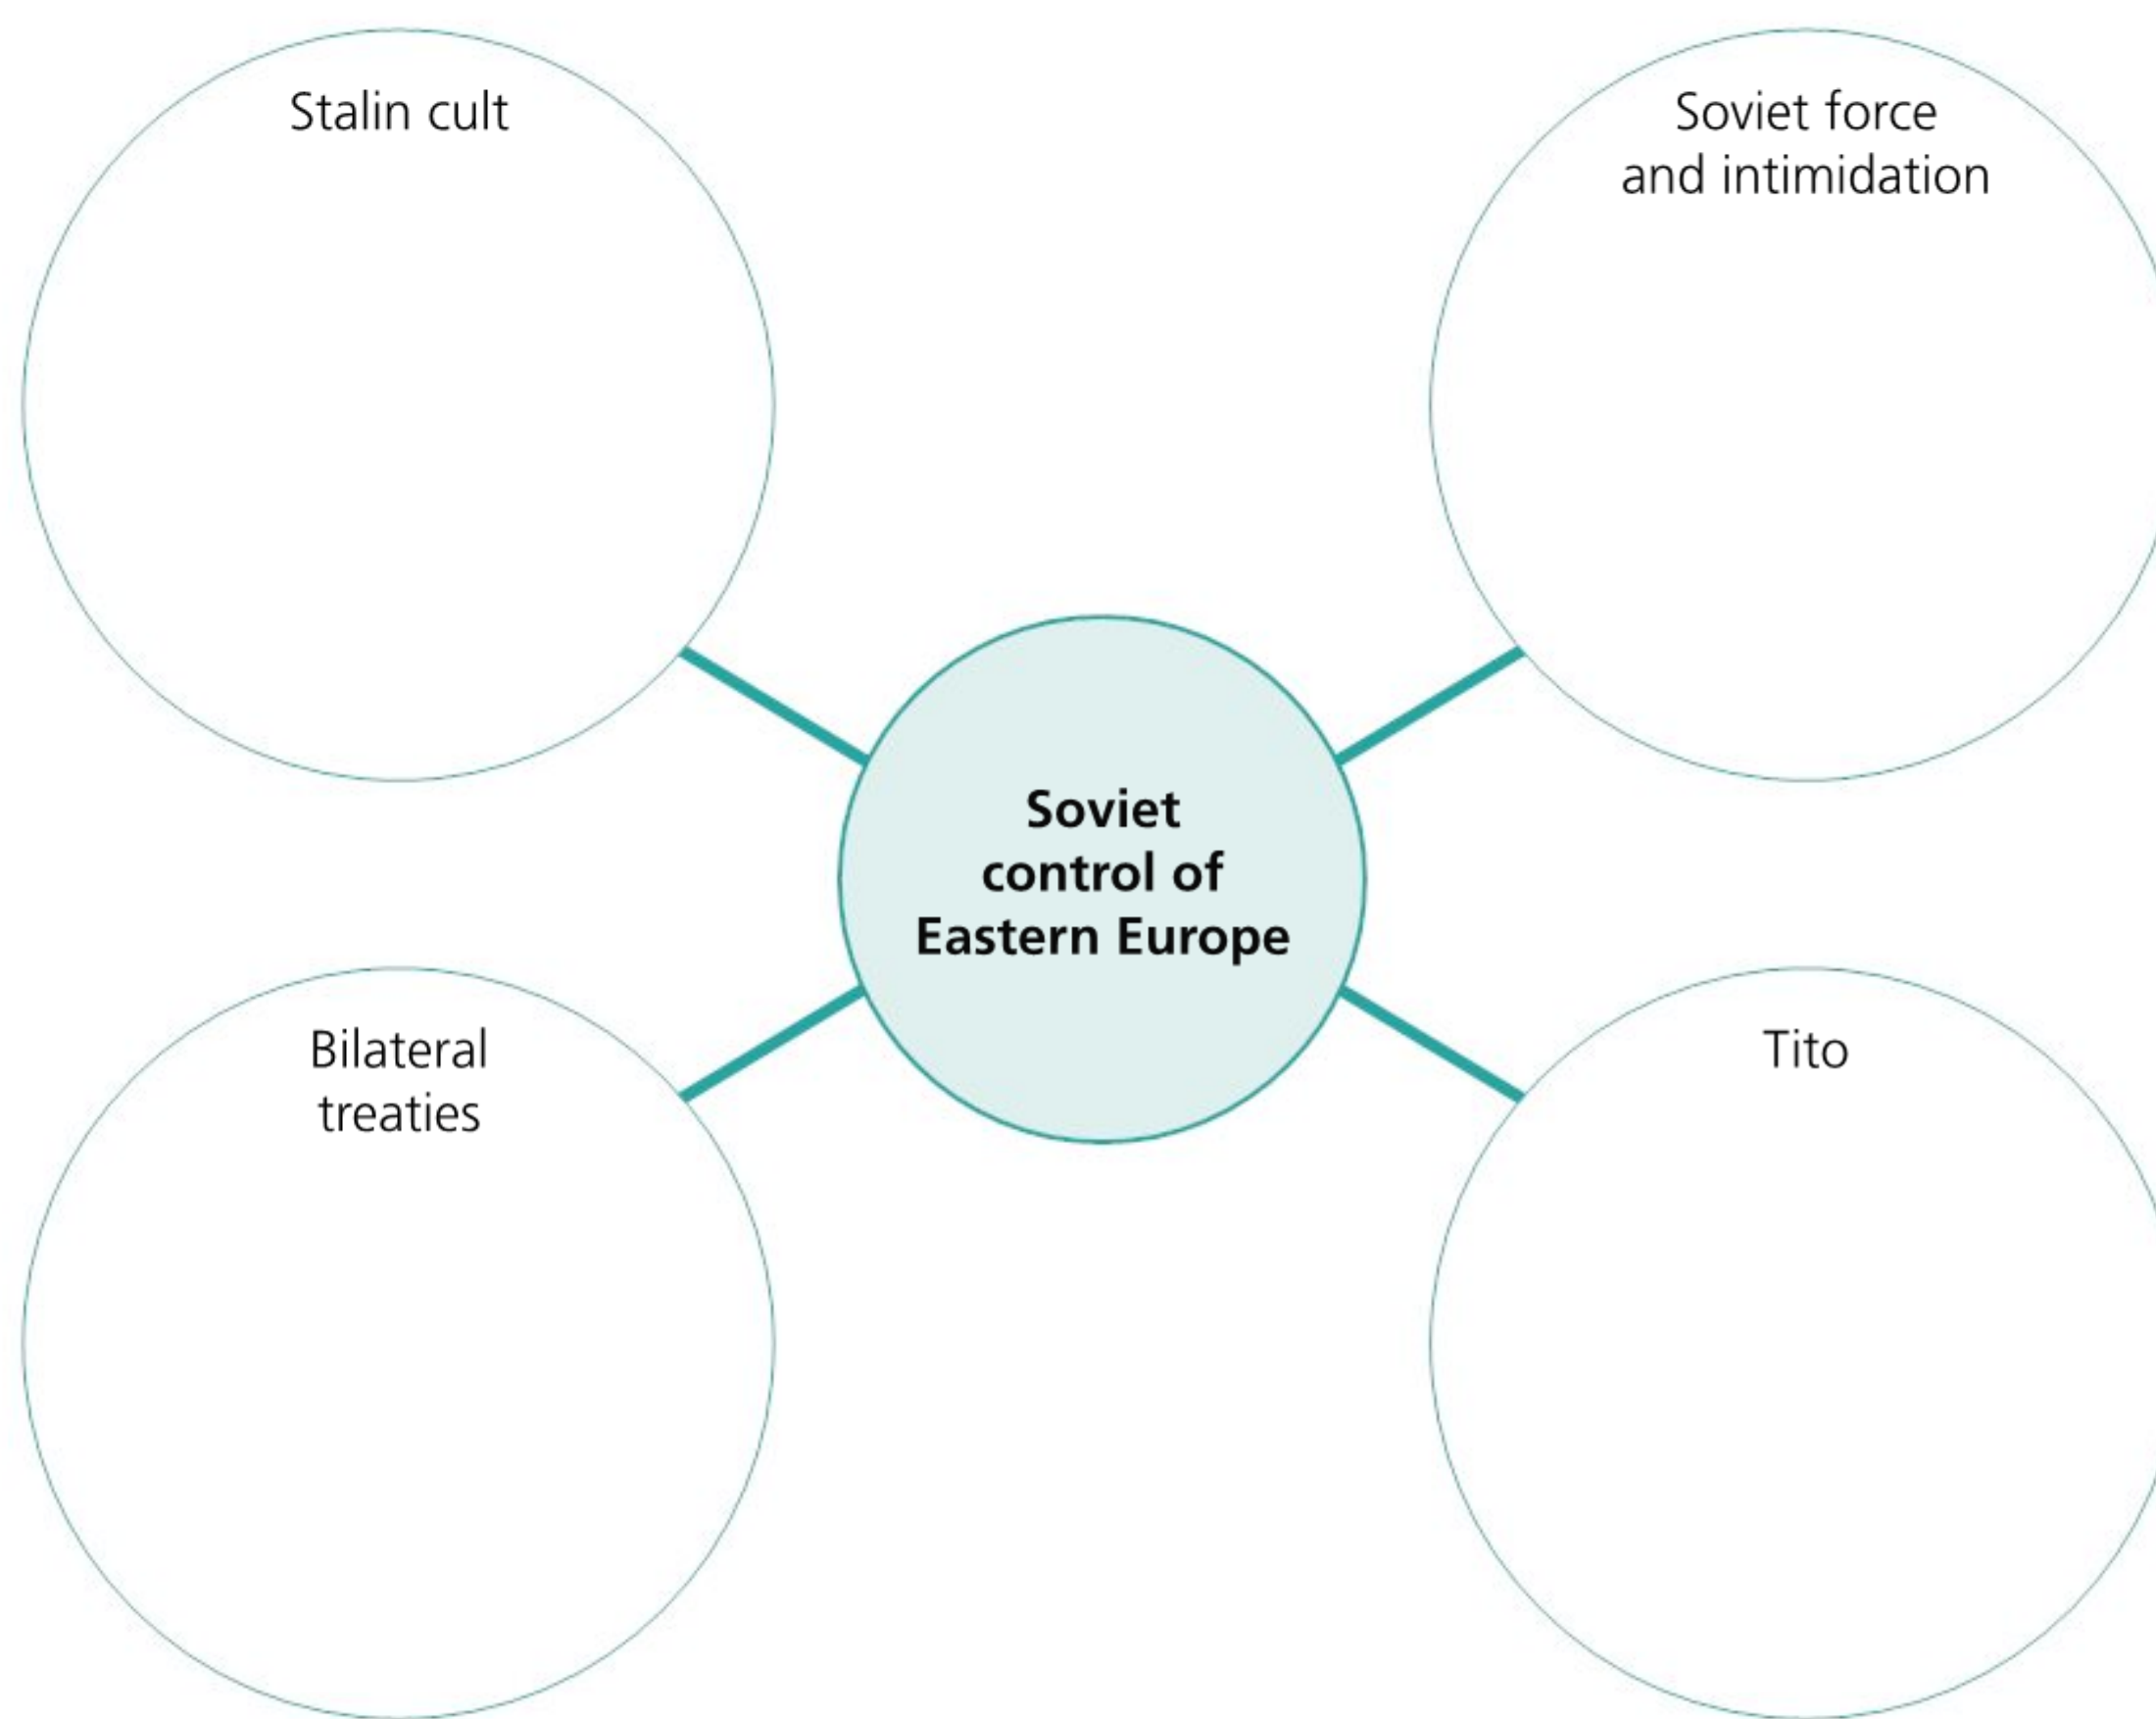 Stalin cult
Soviet force
and intimidation
Soviet
control of
Eastern Europe
Bilateral
treaties
Tito